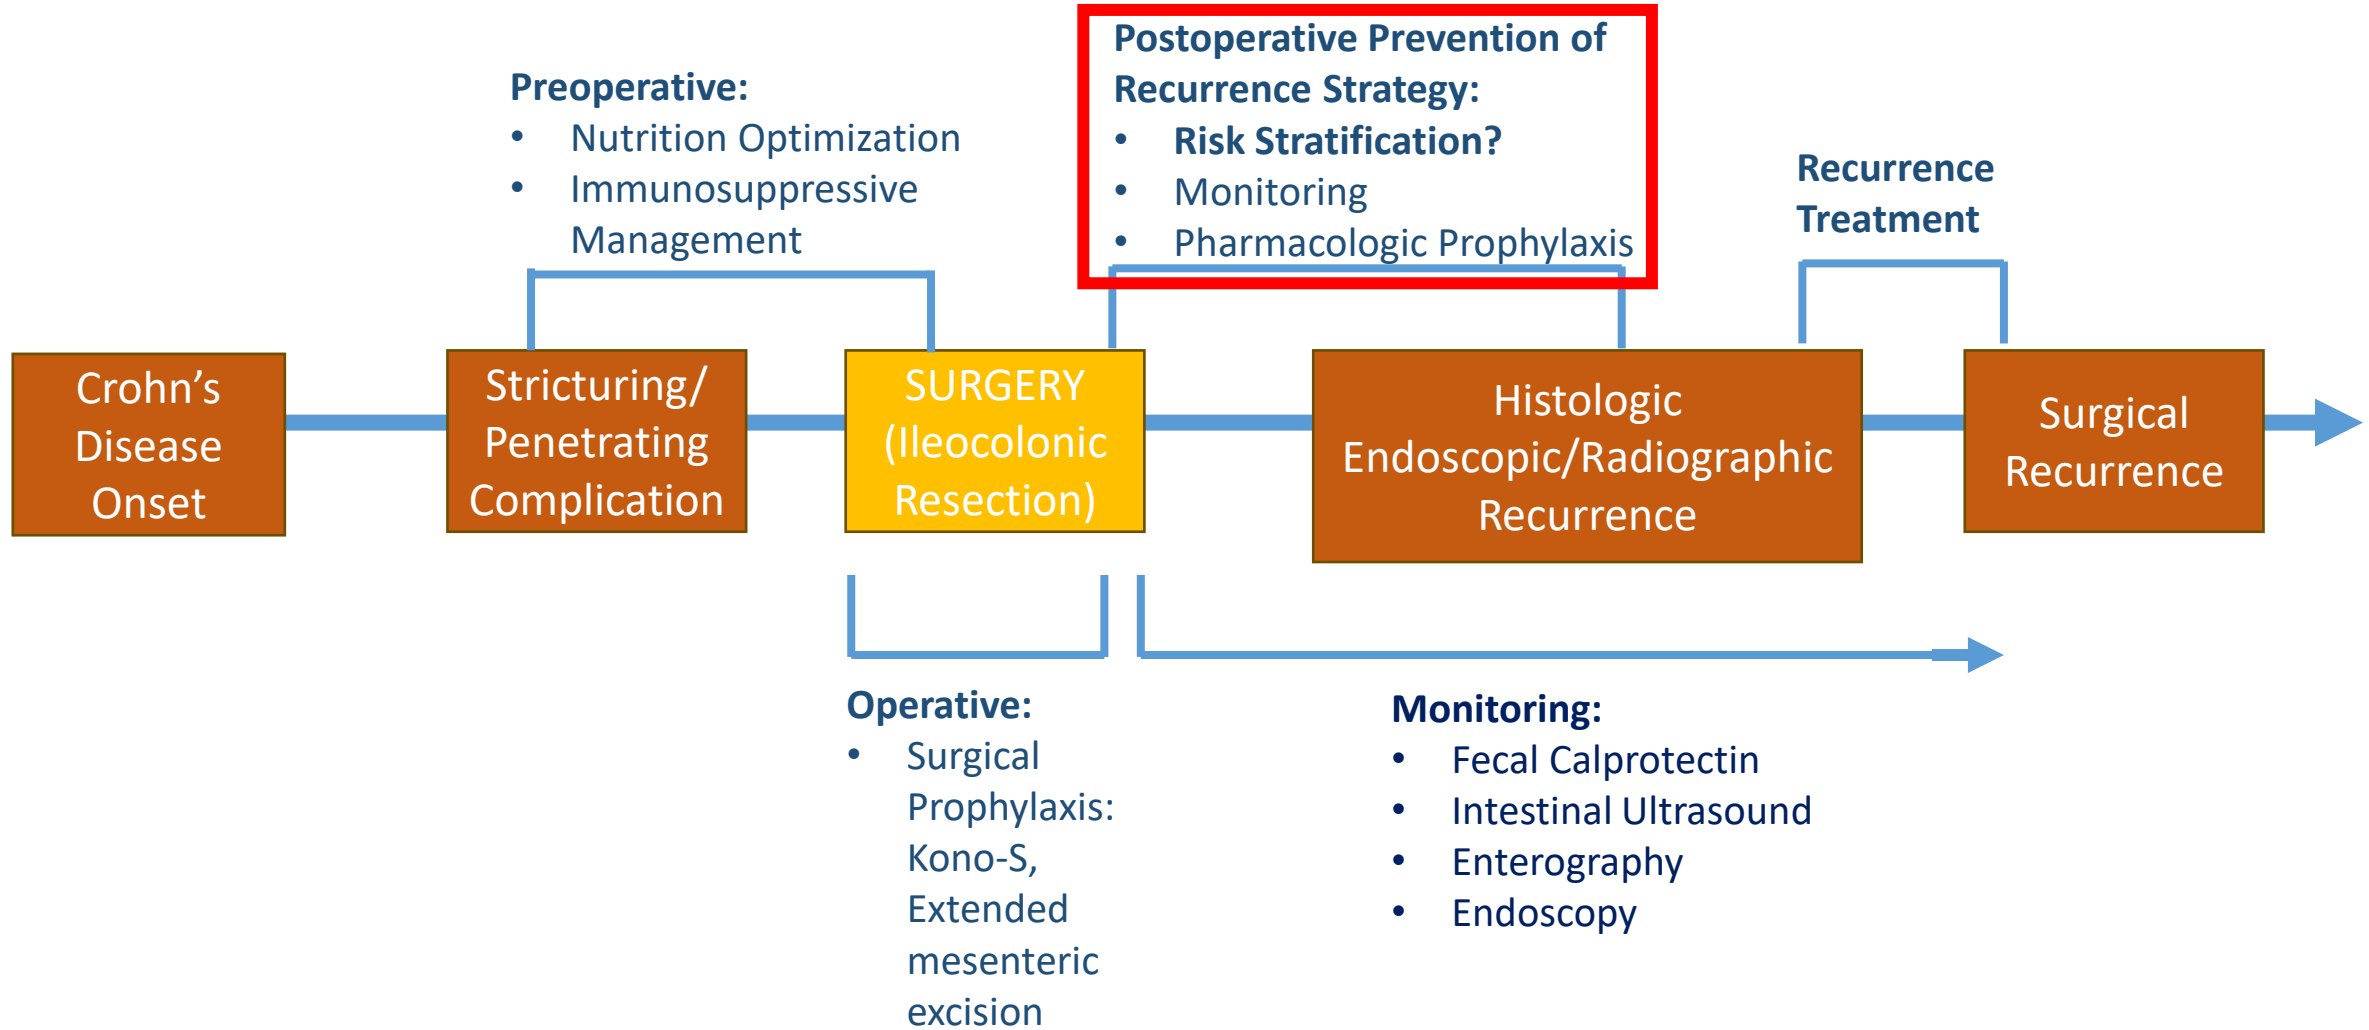 Postoperative Prevention of
Recurrence Strategy:
• Risk Stratification?
• Monitoring
• Pharmacologic Prophylaxis
Preoperative:
• Nutrition Optimization
• Immunosuppressive
Management
Recurrence
Treatment
Crohn's
Disease
Onset
Stricturing/
Penetrating
Complication
SURGERY
(Ileocolonic
Resection)
Histologic
Endoscopic/Radiographic
Recurrence
Surgical
Recurrence
Operative:
• Surgical
Prophylaxis:
Kono-S,
Extended
mesenteric
excision
Monitoring:
• Fecal Calprotectin
• Intestinal Ultrasound
• Enterography
• Endoscopy